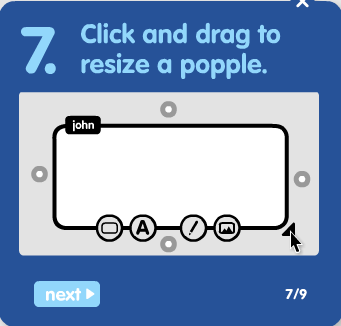 7. Click and drag to
resize a popple.
john
A
next
7/9